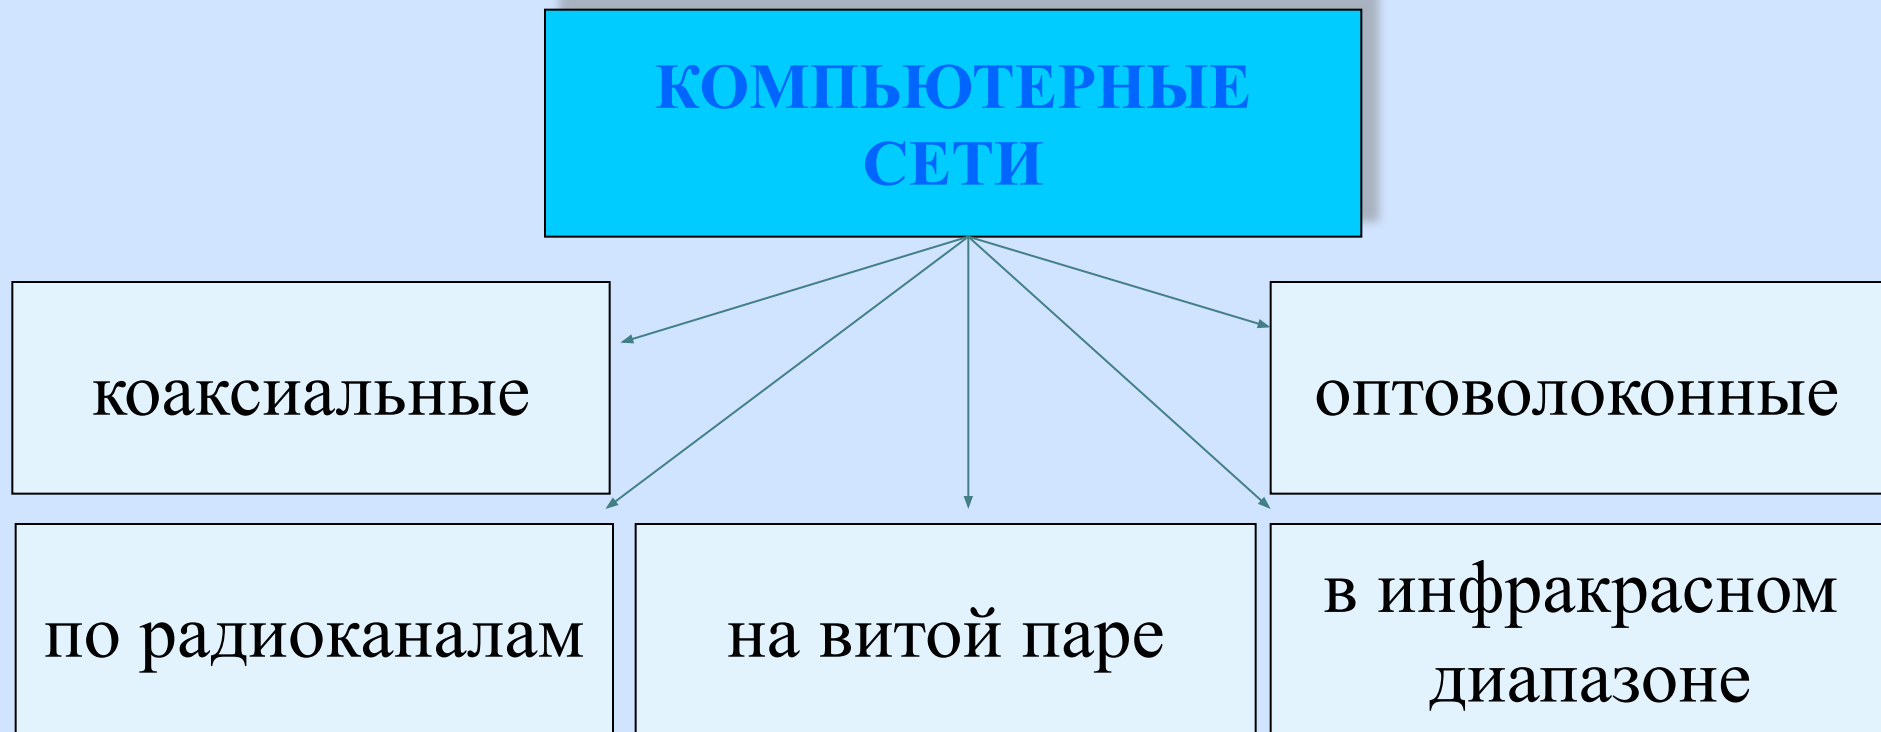 КОМПЬЮТЕРНЫЕ
СЕТИ
коаксиальные
оптоволоконные
по радиоканалам
на витой паре
в инфракрасном
диапазоне